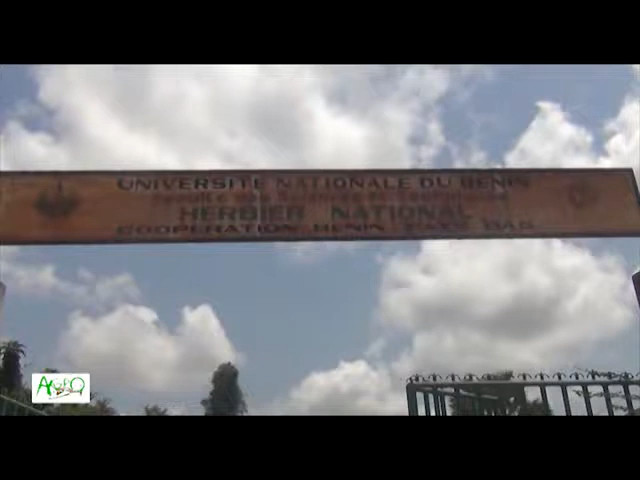 UNIVERSITE NATIONALE DU BENIN
HERBIER NATIONAL
COOPERATION BENIN PAYS BAS